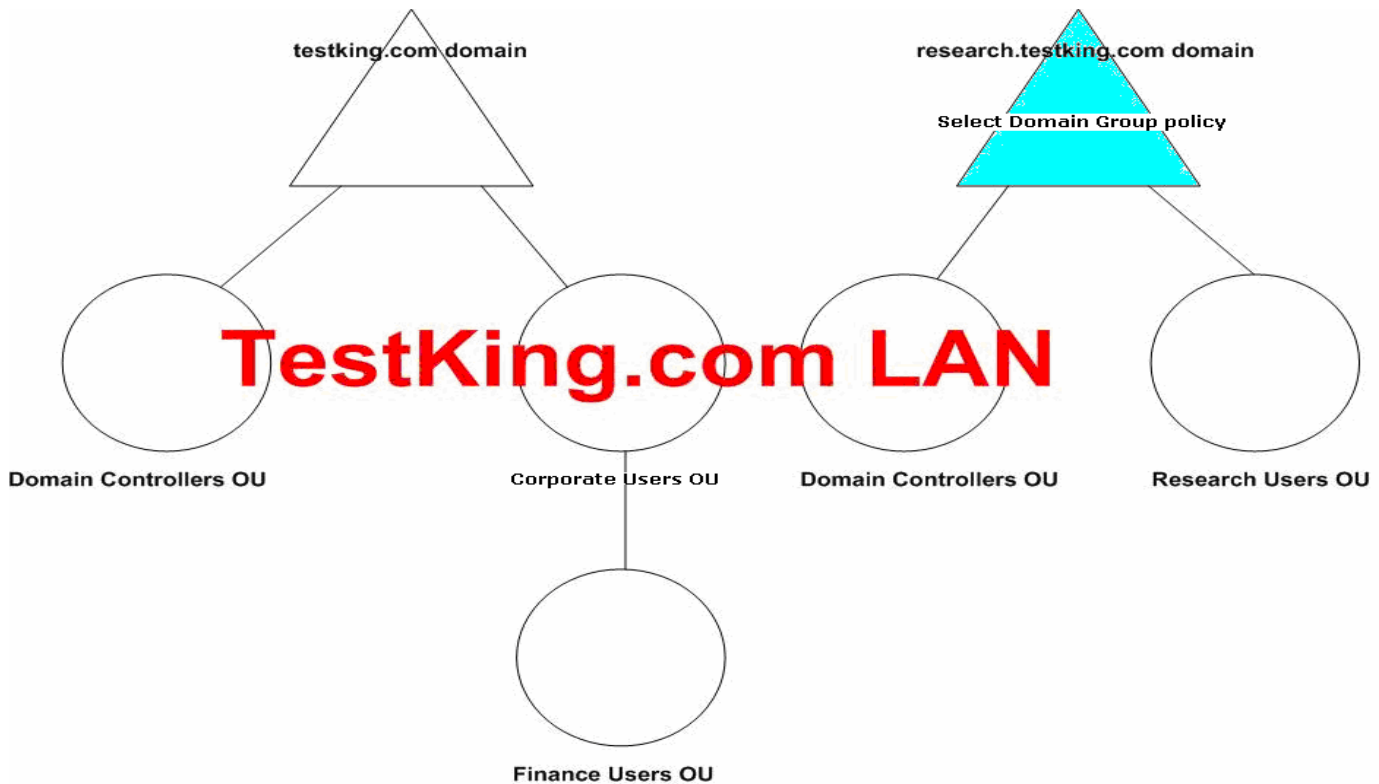 testking.com domain
research.testking.com domain
Select Domain Group policy
TestKing.com LAN
Domain Controllers OU
Corporate Users OU
Domain Controllers OU
Research Users OU
Finance Users OU